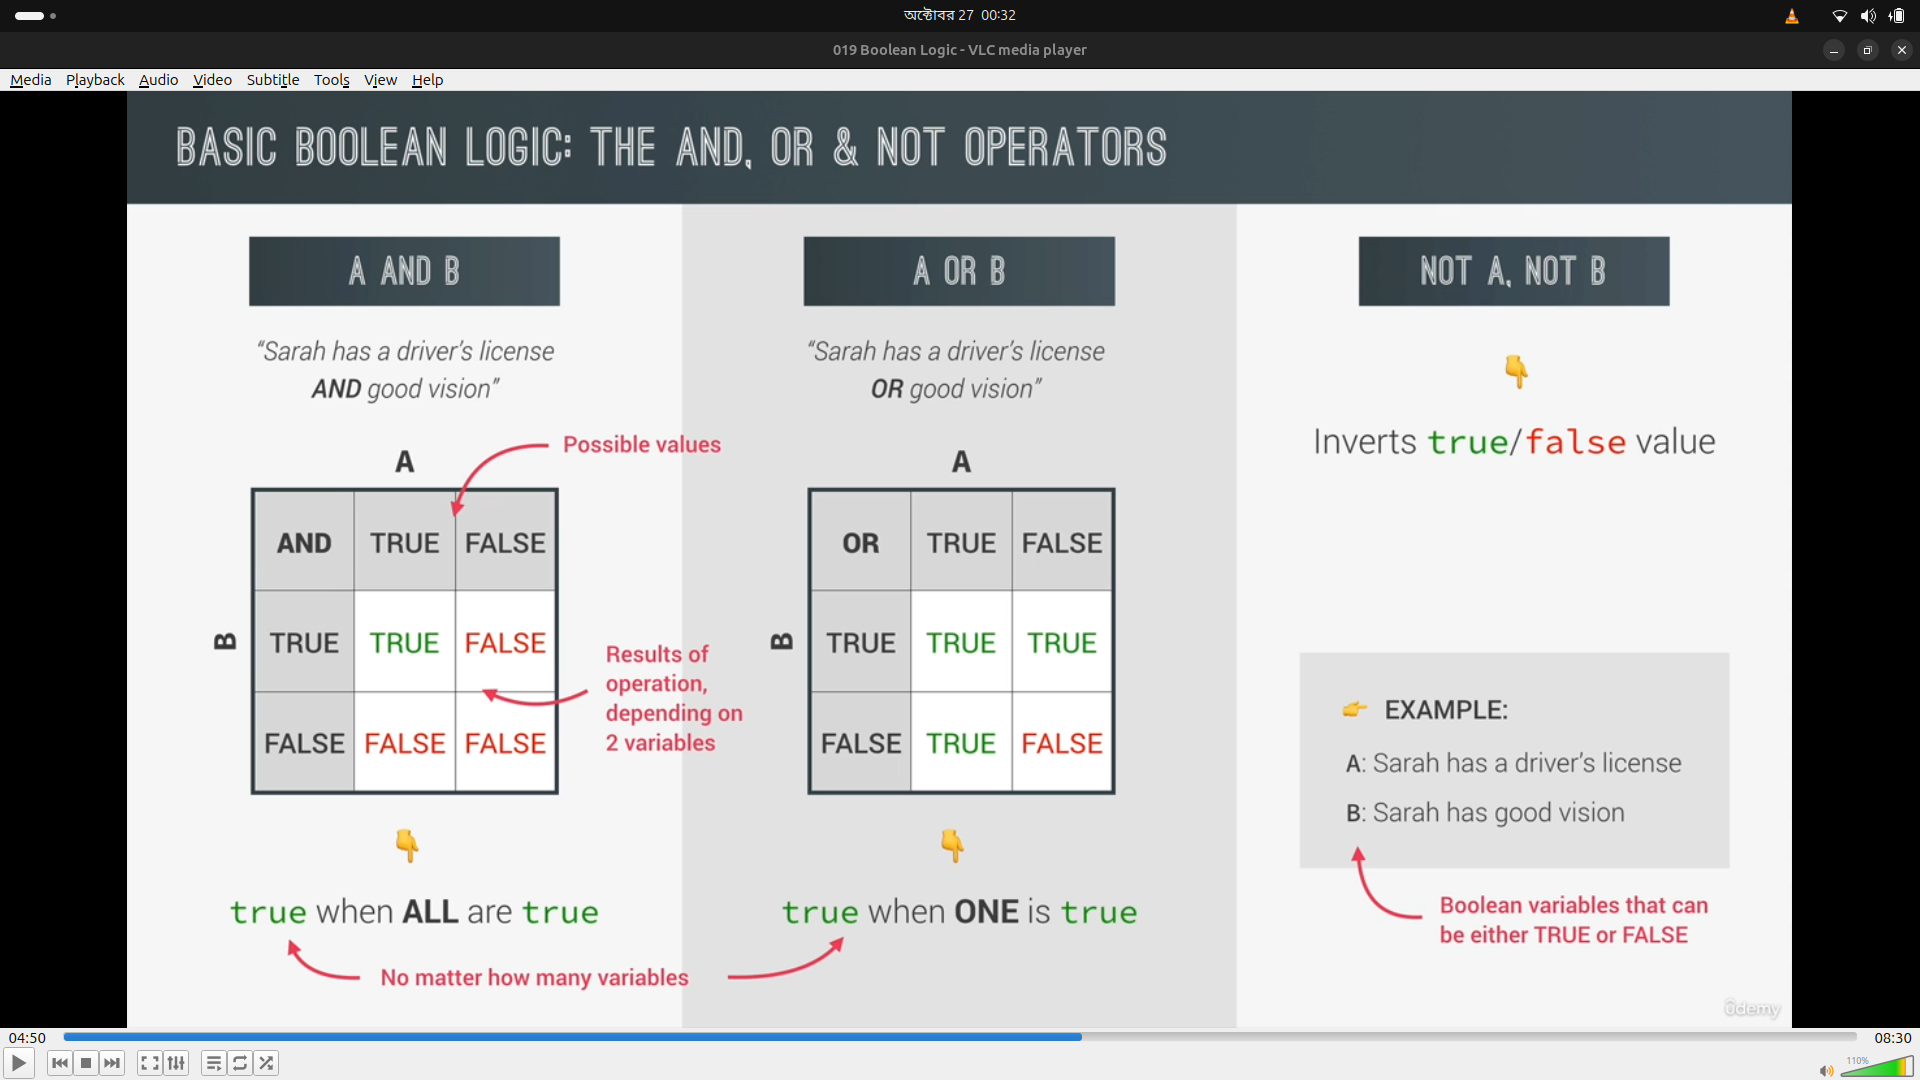 অক্টোবর 27 00:32
019 Boolean Logic - VLC media player
Media Playback Audio Video Subtitle Tools View Help
BASIC BOOLEAN LOGIC: THE AND, OR & NOT OPERATORS
A AND B
"Sarah has a driver's license
AND good vision"
Possible values
A
AND TRUE FALSE
B TRUE TRUE FALSE
FALSE FALSE FALSE
Results of
operation,
depending on
2 variables
true when ALL are true
No matter how many variables
A OR B
"Sarah has a driver's license
OR good vision"
A
OR TRUE FALSE
B TRUE TRUE TRUE
FALSE TRUE FALSE
true when ONE is true
NOT A, NOT B
Inverts true/false value
EXAMPLE:
A: Sarah has a driver's license
B: Sarah has good vision
Boolean variables that can
be either TRUE or FALSE
ûdemy
04:50 08:30
110%